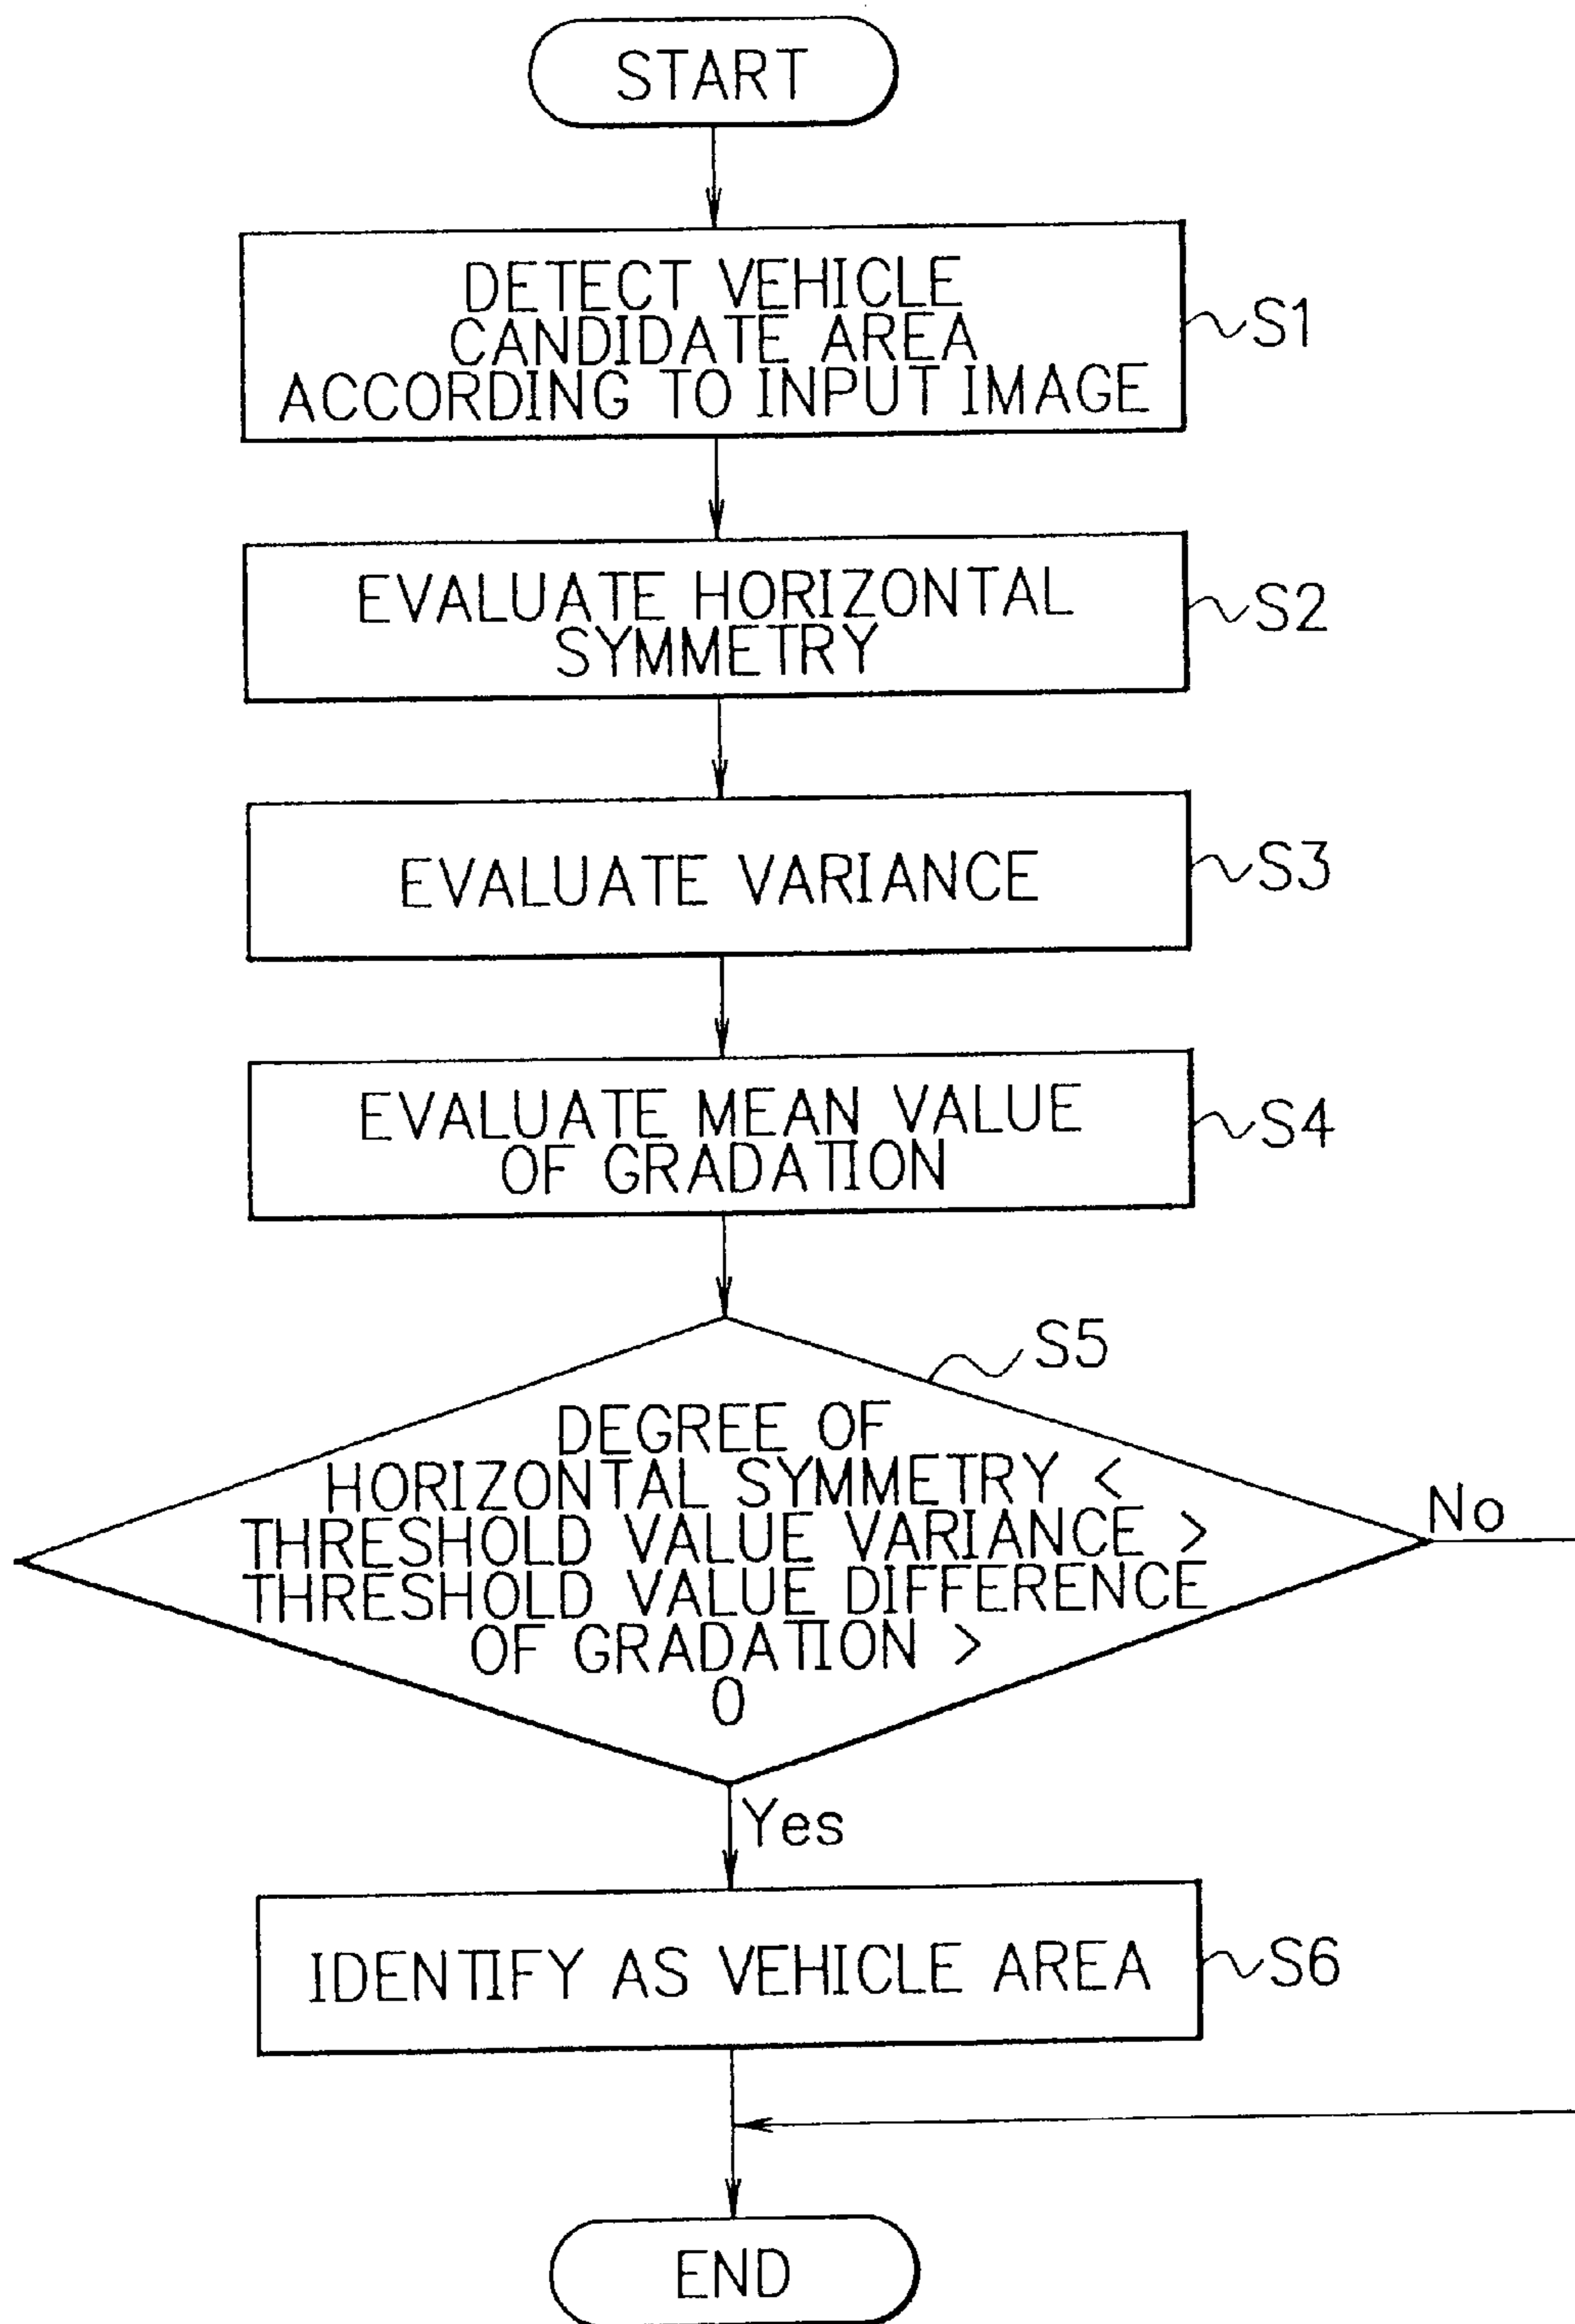 START
DETECT VEHICLE
CANDIDATE AREA
ACCORDING TO INPUT IMAGE
S1
EVALUATE HORIZONTAL
SYMMETRY
S2
EVALUATE VARIANCE
S3
EVALUATE MEAN VALUE
OF GRADATION
S4
S5
DEGREE OF
HORIZONTAL SYMMETRY <
THRESHOLD VALUE VARIANCE >
THRESHOLD VALUE DIFFERENCE
OF GRADATION >
0
No
Yes
IDENTIFY AS VEHICLE AREA
S6
END